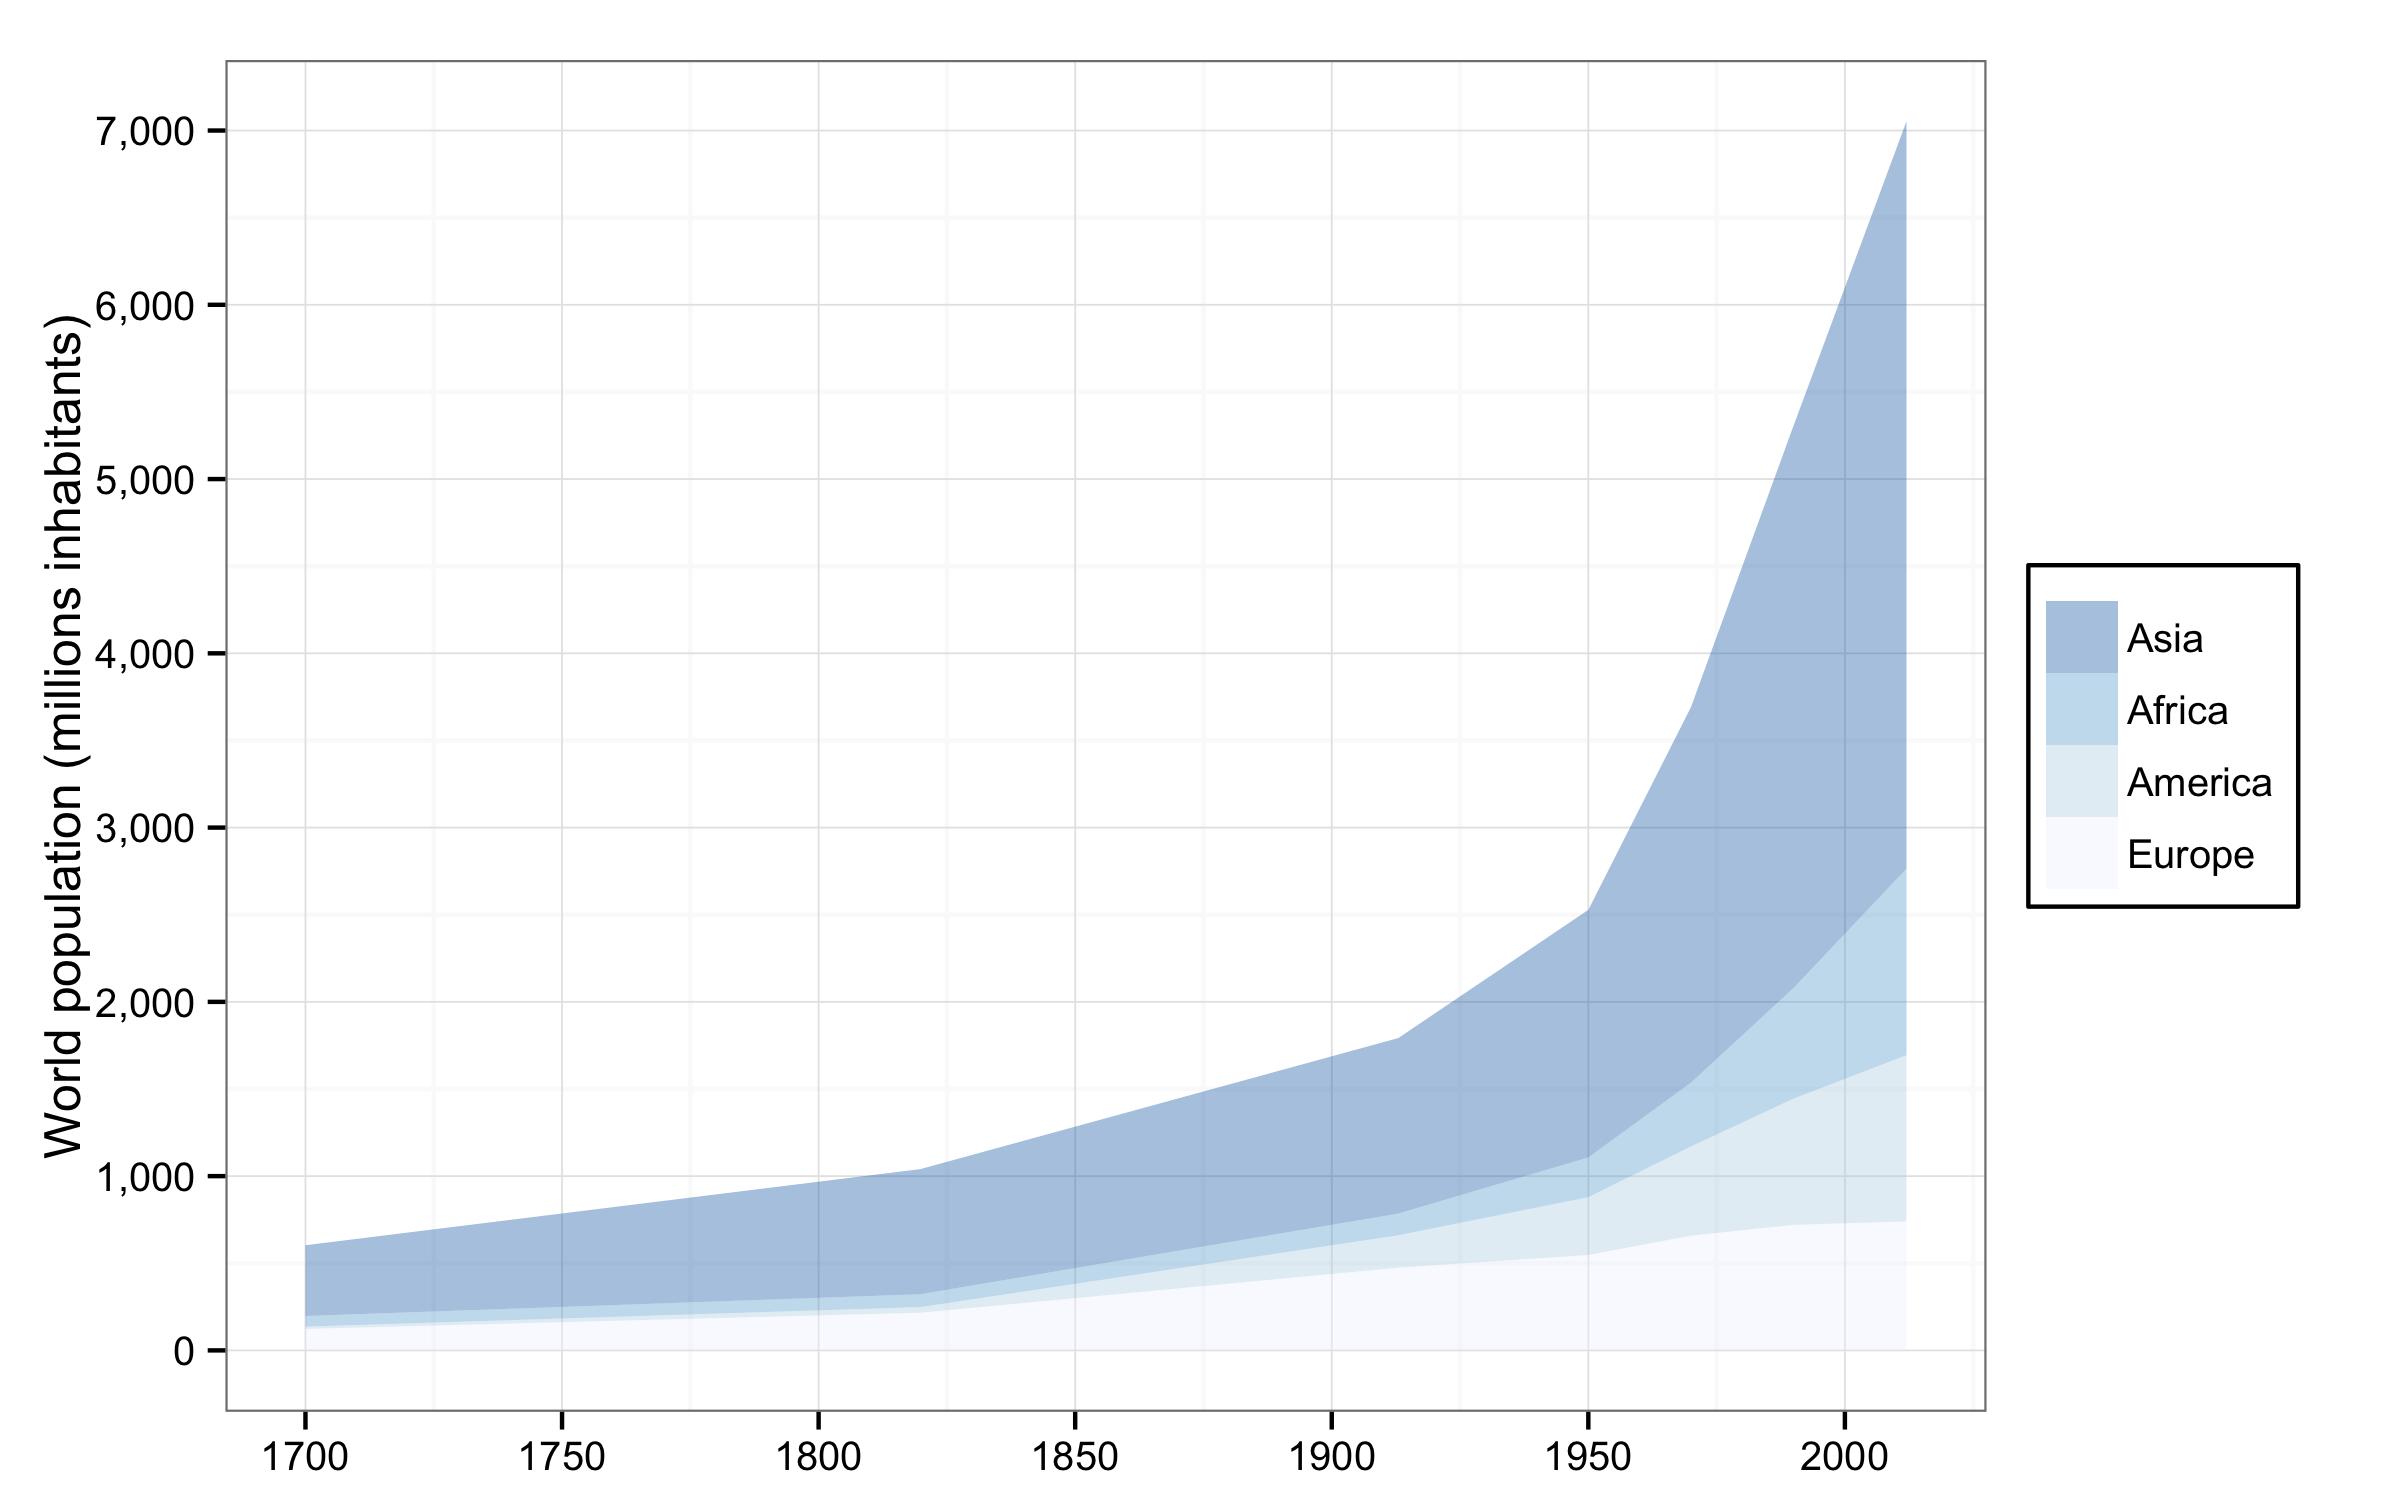 World population (millions inhabitants)
7,000
6,000
5,000
4,000
3,000
2,000
1,000
0
1700 1750 1800 1850 1900 1950 2000
Asia
Africa
America
Europe